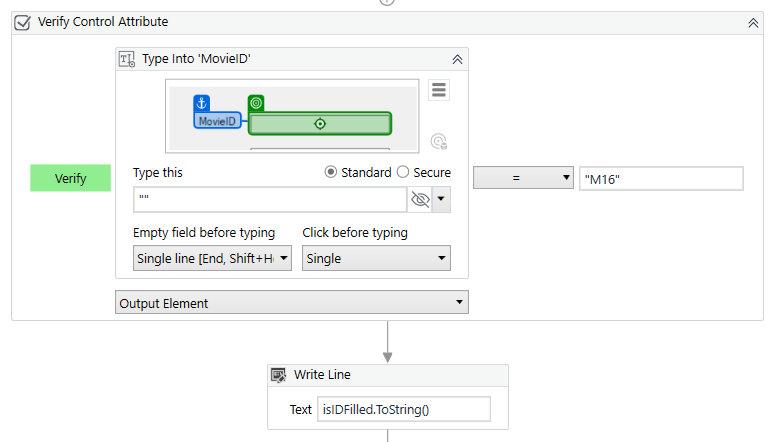 Verify Control Attribute
Type Into 'MovieID'
MovieID
Type this
Standard
Secure
""
Verify
=
"M16"
Empty field before typing
Click before typing
Single line [End, Shift+H
Single
Output Element
Write Line
Text
isIDFilled.ToString()